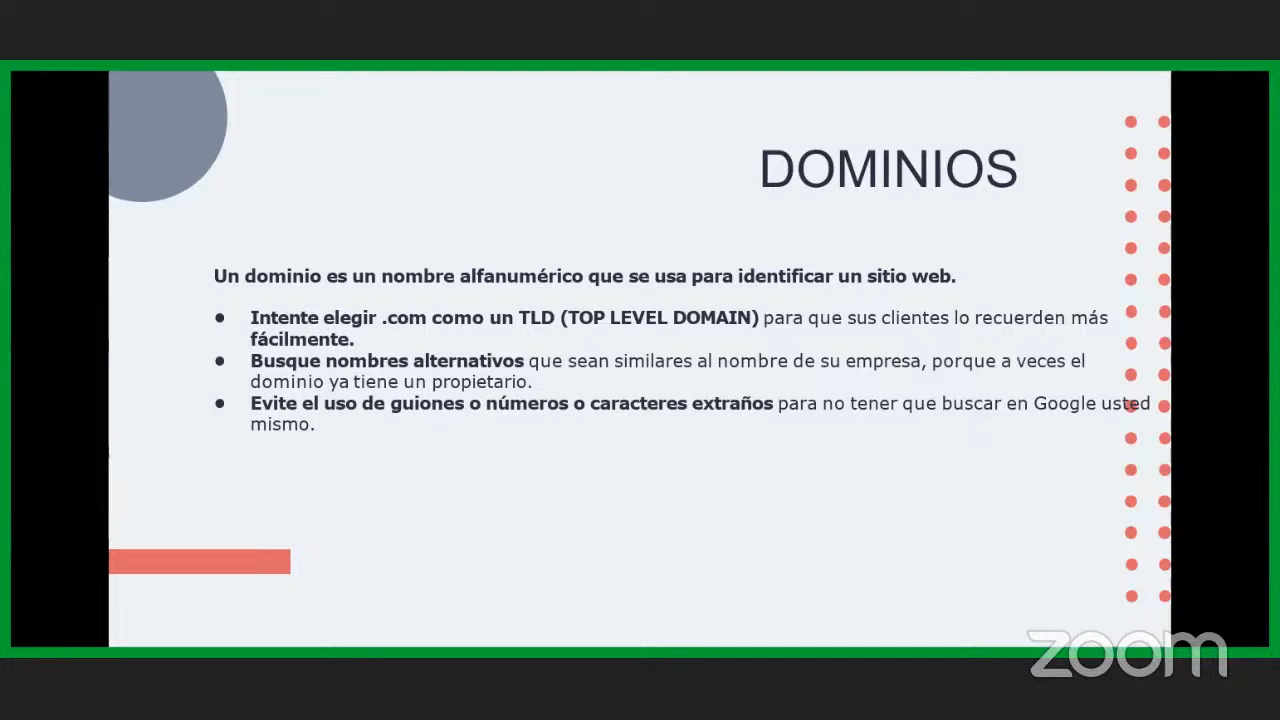 DOMINIOS
Un dominio es un nombre alfanumérico que se usa para identificar un sitio web.
● Intente elegir .com como un TLD (TOP LEVEL DOMAIN) para que sus clientes lo recuerden más
fácilmente.
● Busque nombres alternativos que sean similares al nombre de su empresa, porque a veces el
dominio ya tiene un propietario.
● Evite el uso de guiones o números o caracteres extraños para no tener que buscar en Google usted
mismo.
zoom